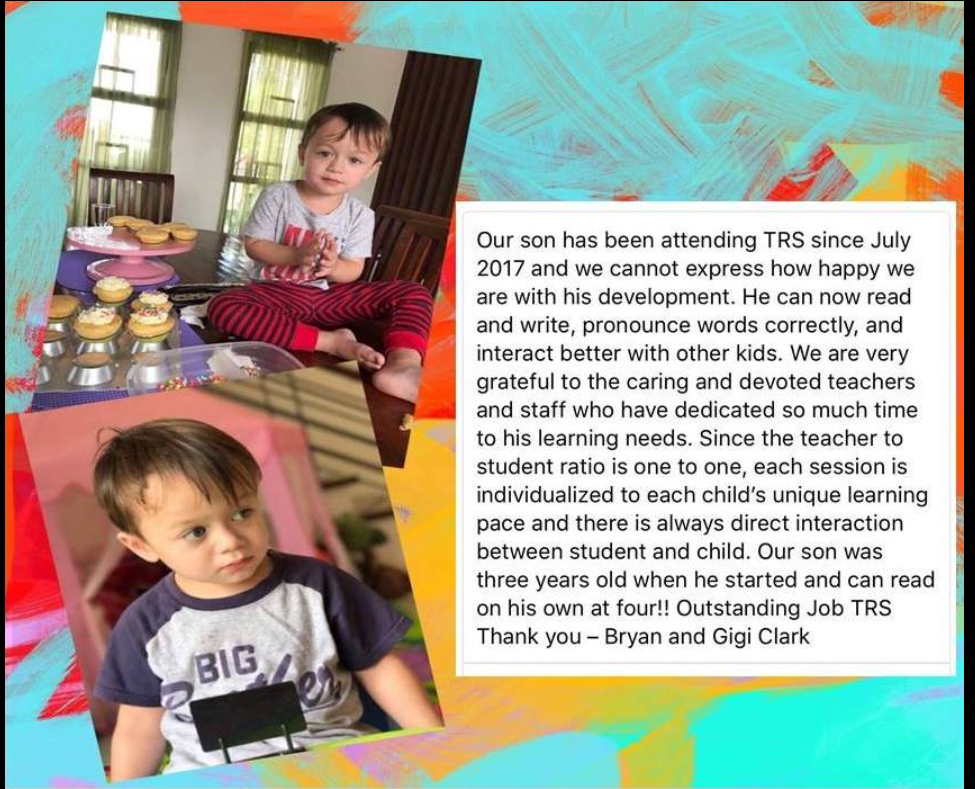 Our son has been attending TRS since July
2017 and we cannot express how happy we
are with his development. He can now read
and write, pronounce words correctly, and
interact better with other kids. We are very
grateful to the caring and devoted teachers
and staff who have dedicated so much time
to his learning needs. Since the teacher to
student ratio is one to one, each session is
individualized to each child's unique learning
pace and there is always direct interaction
between student and child. Our son was
three years old when he started and can read
on his own at four!! Outstanding Job TRS
Thank you – Bryan and Gigi Clark
BIG
Brother